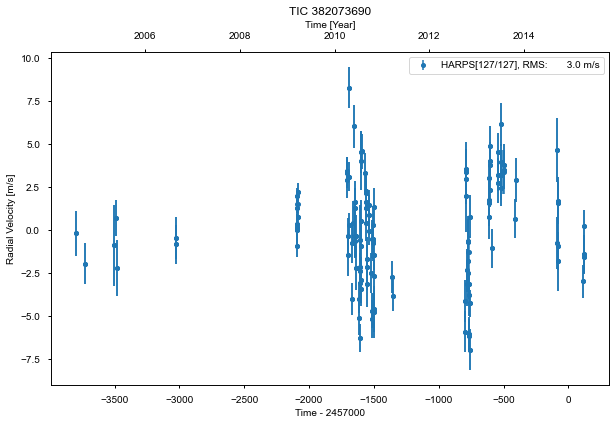 TIC 382073690
Time [Year]
2006 2008 2010 2012 2014
10.0
7.5
5.0
2.5
0.0
−2.5
−5.0
−7.5
Radial Velocity [m/s]
HARPS[127/127], RMS: 3.0 m/s
−3500 −3000 −2500 −2000 −1500 −1000 −500 0
Time - 2457000